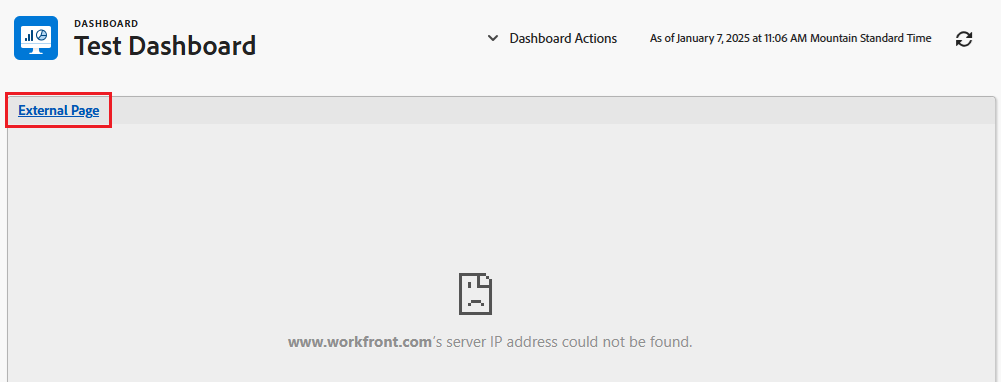 DASHBOARD
Test Dashboard
Dashboard Actions
As of January 7, 2025 at 11:06 AM Mountain Standard Time
External Page
www.workfront.com's server IP address could not be found.